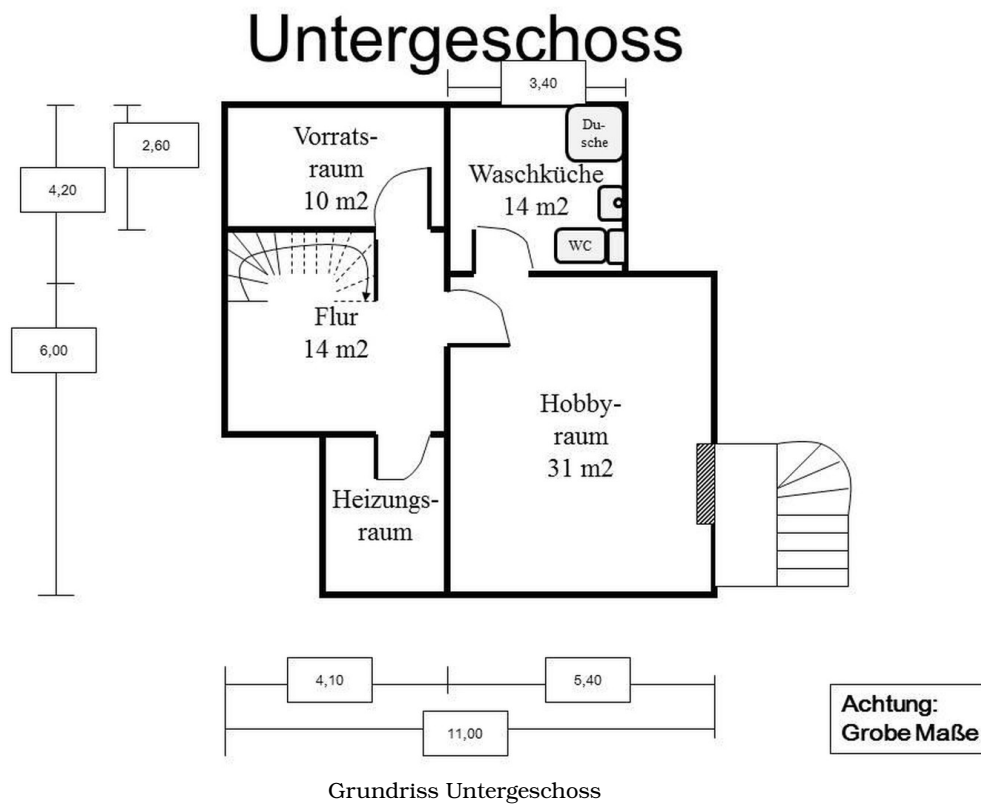 Untergeschoss
3,40
Du-
sche
Vorrats-
raum
10 m2
2,60
Waschküche
14 m2
4,20
WC
Flur
14 m2
6,00
Hobby-
raum
31 m2
Heizungs-
raum
4,10
5,40
11,00
Achtung:
Grobe Maße
Grundriss Untergeschoss